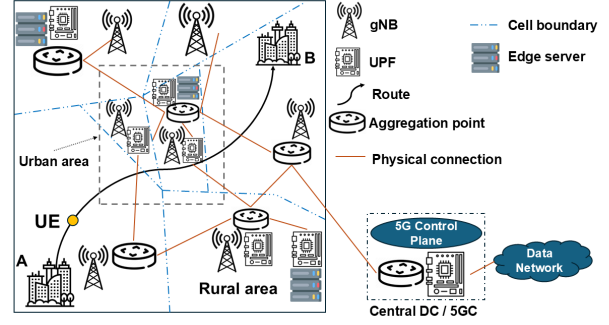 gNB
Cell boundary
UPF
Edge server
B
Route
Aggregation point
Urban area
Physical connection
UE
5G Control
Plane
A
Data
Network
Rural area
Central DC / 5GC